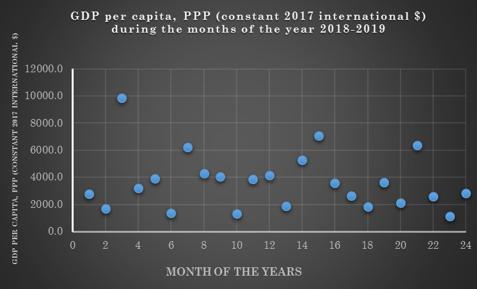 GDP per capita, PPP (constant 2017 international $)
during the months of the year 2018-2019
GDP PER CAPITA, PPP (CONSTANT 2017 INTERNATIONAL $)
12000.0
10000.0
8000.0
6000.0
4000.0
2000.0
0.0
0 2 4 6 8 10 12 14 16 18 20 22 24
MONTH OF THE YEARS